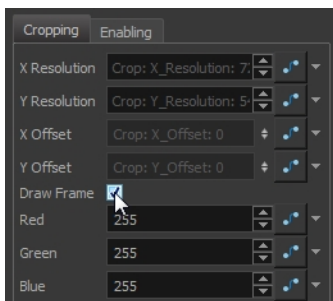 Cropping Enabling
X Resolution Crop: X_Resolution: 7
Y Resolution Crop: Y_Resolution: 5
X Offset Crop: X_Offset: 0
Y Offset Crop: Y_Offset: 0
Draw Frame
Red 255
Green 255
Blue 255